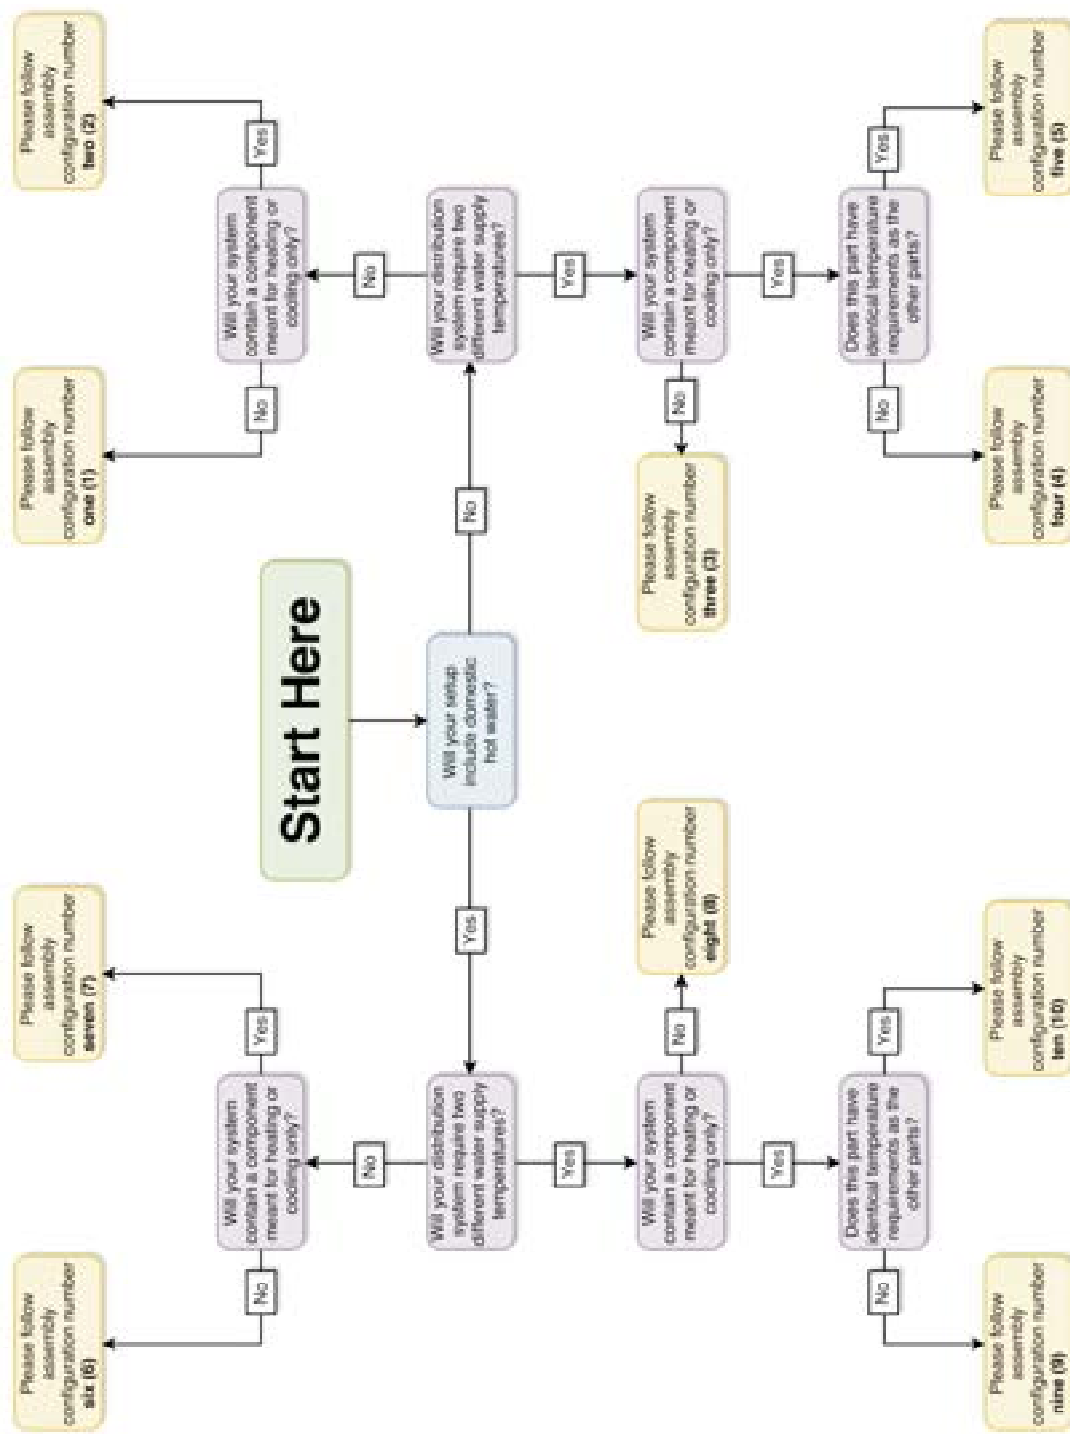 Please follow
assembly
configuration number
six (6)
Please follow
assembly
configuration number
seven (7)
Please follow
assembly
configuration number
one (1)
Please follow
assembly
configuration number
two (2)
No
Will your system
contain a component
meant for heating or
cooling only?
Yes
Start Here
No
Will your system
contain a component
meant for heating or
cooling only?
Yes
No
No
Will your distribution
system require two
different water supply
temperatures?
Yes
Will your setup
include domestic
hot water?
No
Will your distribution
system require two
different water supply
temperatures?
Yes
Yes
Will your system
contain a component
meant for heating or
cooling only?
No
Please follow
assembly
configuration number
eight (8)
Please follow
assembly
configuration number
three (3)
No
Will your system
contain a component
meant for heating or
cooling only?
Yes
Yes
No
Does this part have
identical temperature
requirements as the
other parts?
Yes
No
Does this part have
identical temperature
requirements as the
other parts?
Yes
Please follow
assembly
configuration number
nine (9)
Please follow
assembly
configuration number
ten (10)
Please follow
assembly
configuration number
four (4)
Please follow
assembly
configuration number
five (5)